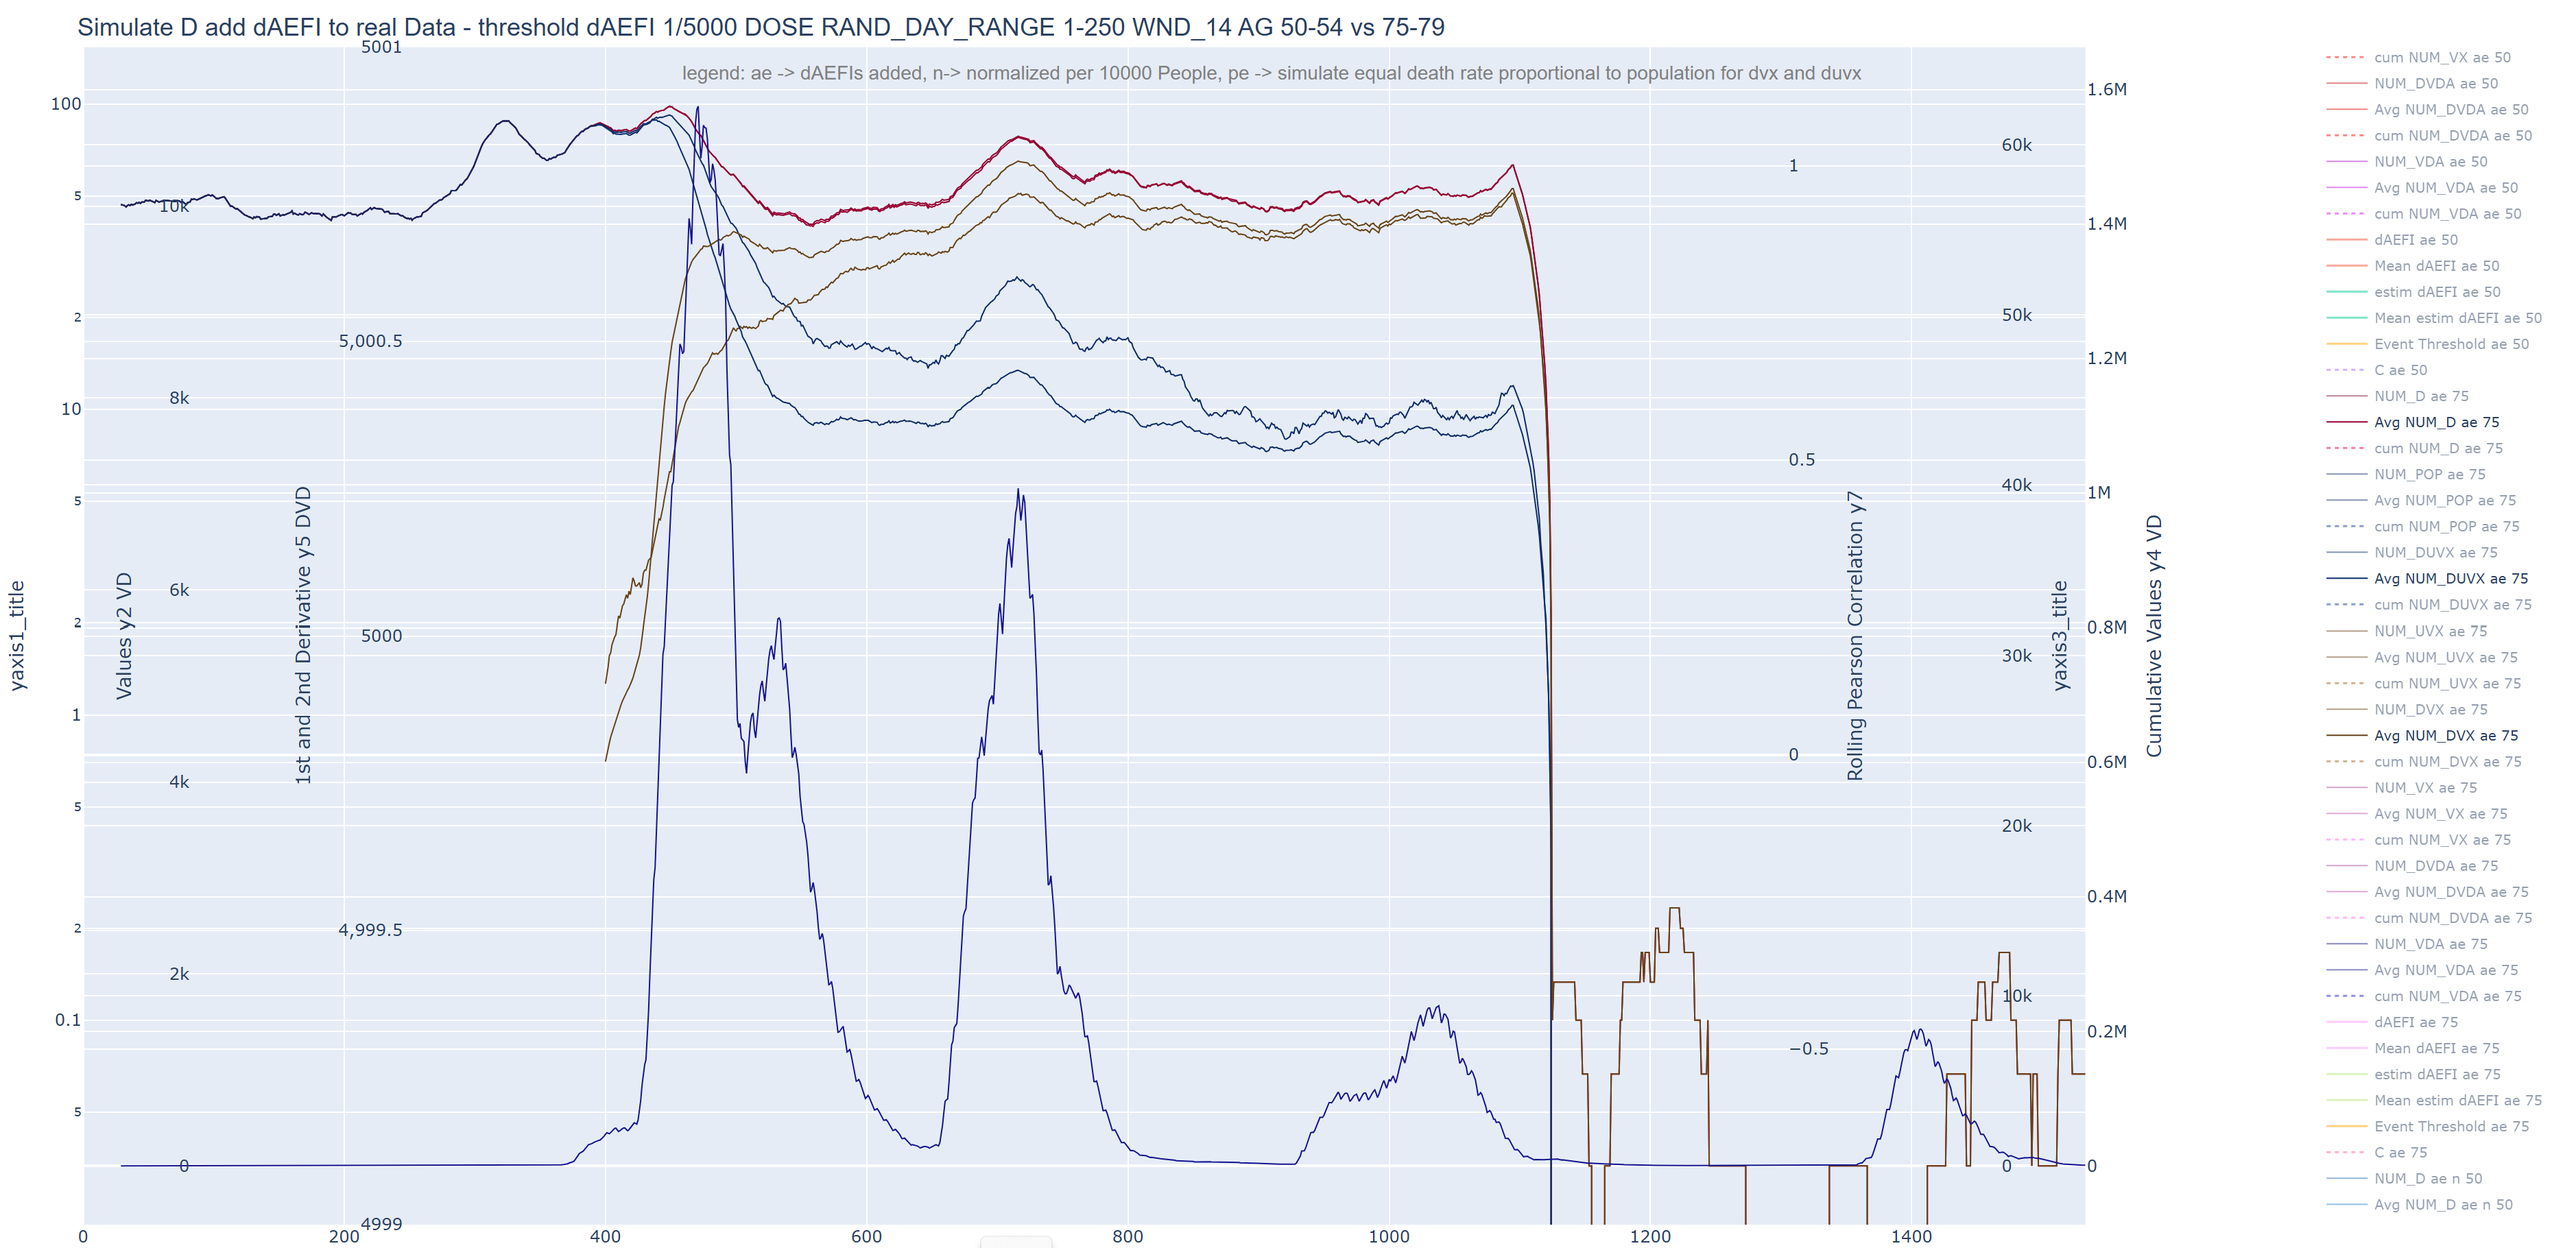 Simulate D add dAEFI to real Data - threshold dAEFI 1/5000 DOSE RAND_DAY_RANGE 1-250 WND_14 AG 50-54 vs 75-79
legend: ae -> dAEFIs added, n-> normalized per 10000 People, pe -> simulate equal death rate proportional to population for dvx and duvx
yaxis1_title
100
5
2
10
5
2
1
5
2
0.1
5
Values y2 VD
10k
8k
6k
4k
2k
0
1st and 2nd Derivative y5 DVD
5001
5,000.5
5000
4,999.5
4999
Rolling Pearson Correlation y7
1
0.5
0
−0.5
yaxis3_title
60k
50k
40k
30k
20k
10k
0
Cumulative Values y4 VD
1.6M
1.4M
1.2M
1M
0.8M
0.6M
0.4M
0.2M
0
0
200
400
600
800
1000
1200
1400
cum NUM_VX ae 50
NUM_DVDA ae 50
Avg NUM_DVDA ae 50
cum NUM_DVDA ae 50
NUM_VDA ae 50
Avg NUM_VDA ae 50
cum NUM_VDA ae 50
dAEFI ae 50
Mean dAEFI ae 50
estim dAEFI ae 50
Mean estim dAEFI ae 50
Event Threshold ae 50
C ae 50
NUM_D ae 75
Avg NUM_D ae 75
cum NUM_D ae 75
NUM_POP ae 75
Avg NUM_POP ae 75
cum NUM_POP ae 75
NUM_DUVX ae 75
Avg NUM_DUVX ae 75
cum NUM_DUVX ae 75
NUM_UVX ae 75
Avg NUM_UVX ae 75
cum NUM_UVX ae 75
NUM_DVX ae 75
Avg NUM_DVX ae 75
cum NUM_DVX ae 75
NUM_VX ae 75
Avg NUM_VX ae 75
cum NUM_VX ae 75
NUM_DVDA ae 75
Avg NUM_DVDA ae 75
cum NUM_DVDA ae 75
NUM_VDA ae 75
Avg NUM_VDA ae 75
cum NUM_VDA ae 75
dAEFI ae 75
Mean dAEFI ae 75
estim dAEFI ae 75
Mean estim dAEFI ae 75
Event Threshold ae 75
C ae 75
NUM_D ae n 50
Avg NUM_D ae n 50